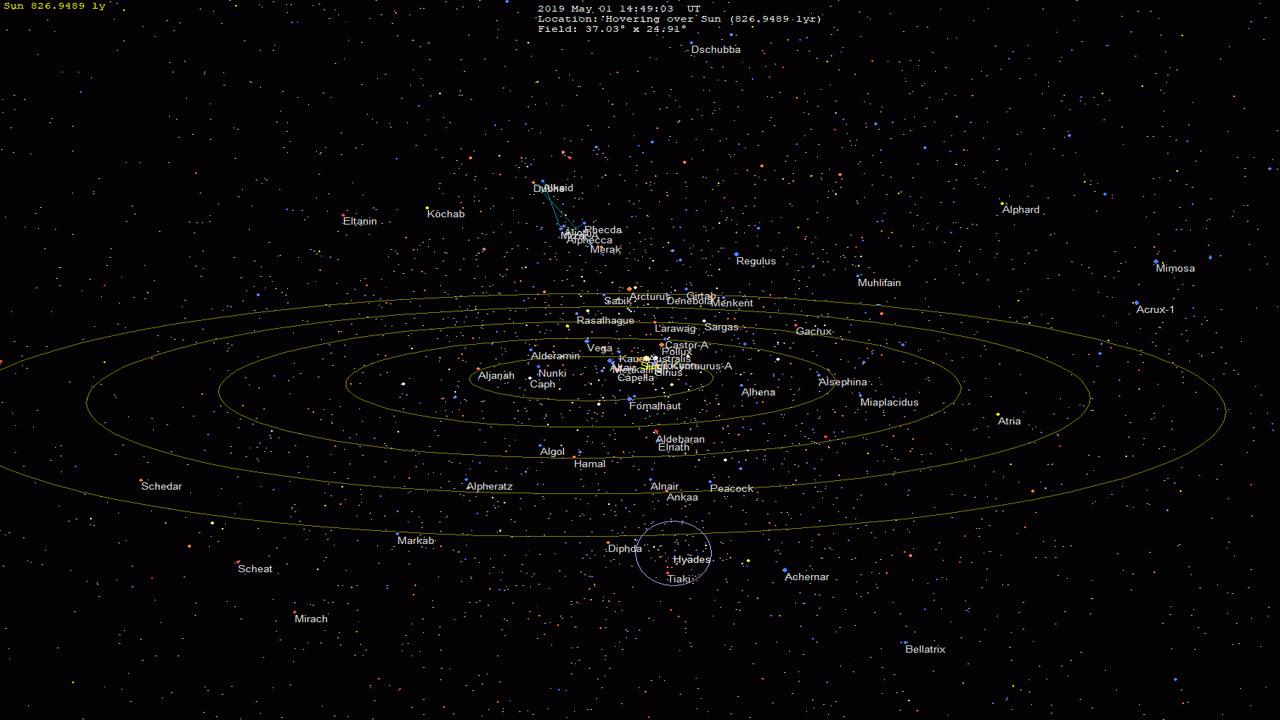 Sun 826.9489 ly
2019 May 01 14:49:03 UT
Location: Hovering over Sun (826.9489 lyr)
Field: 37.03° x 24.91°
Dschubba
Alkaid
Alphard
Kochab
Eltanin
Phecda
Alphecca
Merak
Regulus
Mimosa
Muhlifain
Arcturus
Girtab
Sabik
Denebola
Menkent
Acrux-1
Rasalhague
Larawag
Sargas
Gacrux
Castor A
Vega
Pollux
Alderamin
Sirius
Aljanah
Nunki
Capella
Caph
Alsephina
Alhena
Miaplacidus
Fomalhaut
Atria
Aldebaran
Elnath
Algol
Hamal
Schedar
Alpheratz
Alnair
Peacock
Ankaa
Markab
Diphda
Hyades
Scheat
Tiaki
Achernar
Mirach
Bellatrix